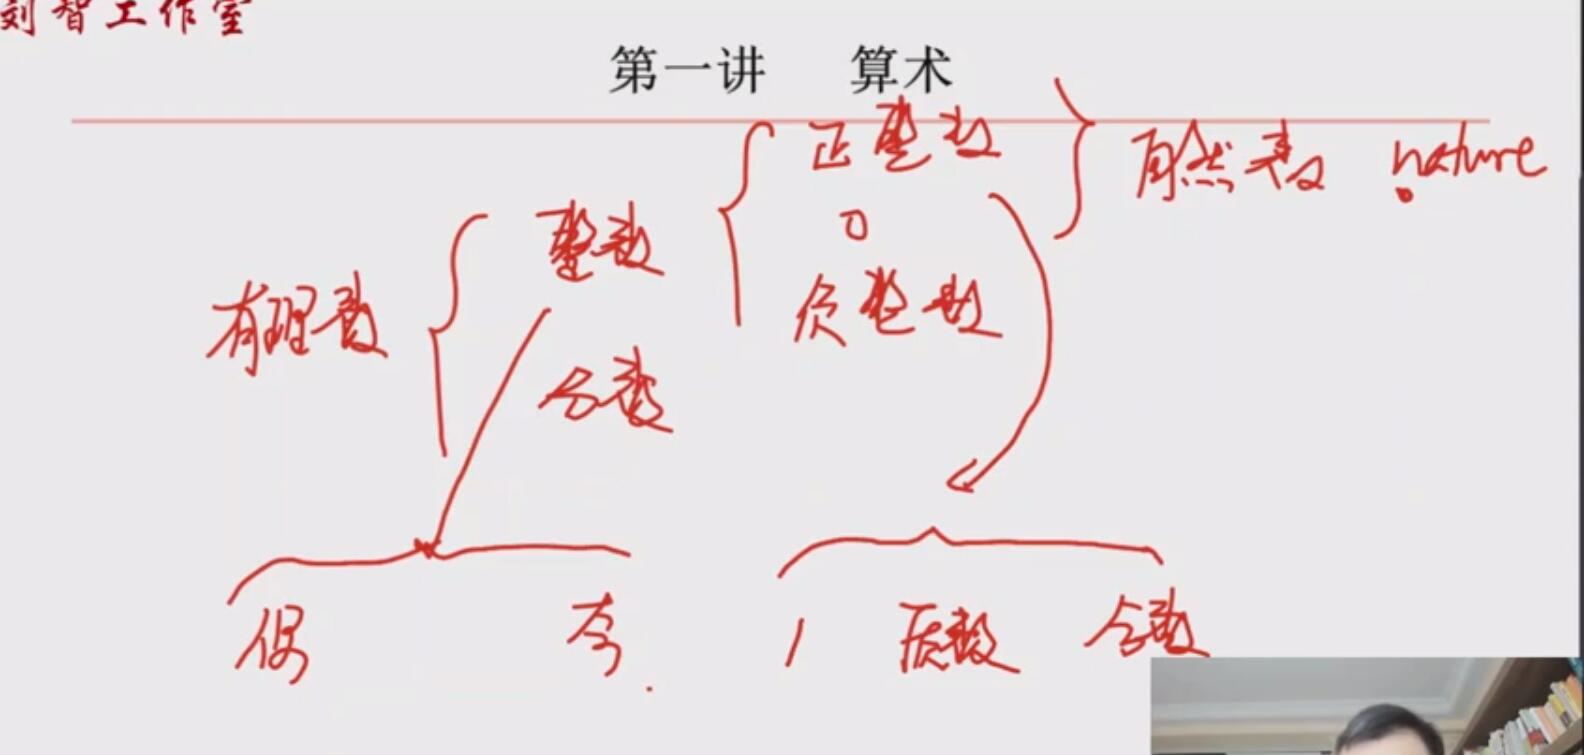 刘智工作室
第一讲 算术
正整数
自然数 nature
整数
0
有理数
负整数
分数
偶 奇 1 质数 合数